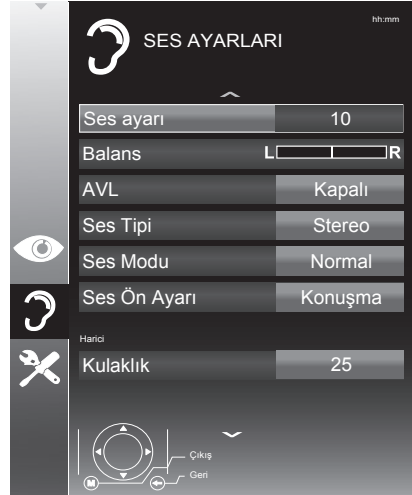 hh:mm
SES AYARLARI
Ses ayarı 10
Balans L R
AVL Kapalı
Ses Tipi Stereo
Ses Modu Normal
Ses Ön Ayarı Konuşma
Harici
Kulaklık 25
Çıkış
M Geri